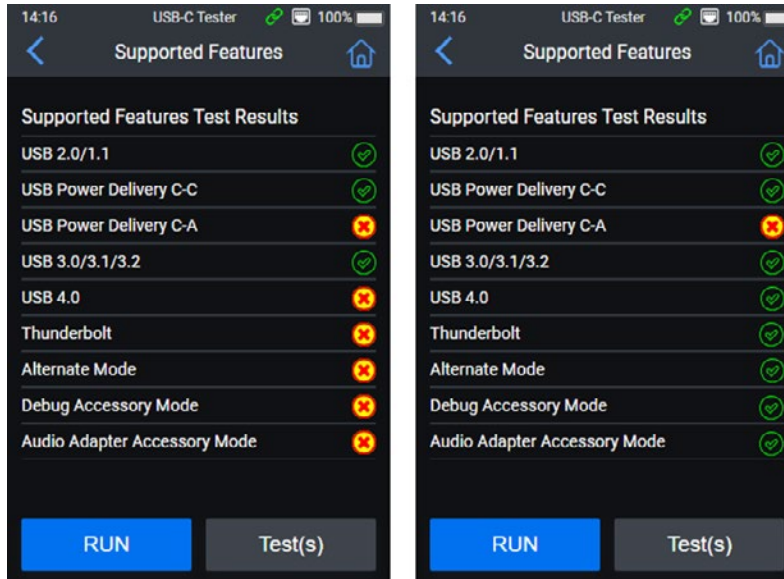 14:16 USB-C Tester 100%
Supported Features
Supported Features Test Results
USB 2.0/1.1
USB Power Delivery C-C
USB Power Delivery C-A
USB 3.0/3.1/3.2
USB 4.0
Thunderbolt
Alternate Mode
Debug Accessory Mode
Audio Adapter Accessory Mode
RUN Test(s)
14:16 USB-C Tester 100%
Supported Features
Supported Features Test Results
USB 2.0/1.1
USB Power Delivery C-C
USB Power Delivery C-A
USB 3.0/3.1/3.2
USB 4.0
Thunderbolt
Alternate Mode
Debug Accessory Mode
Audio Adapter Accessory Mode
RUN Test(s)